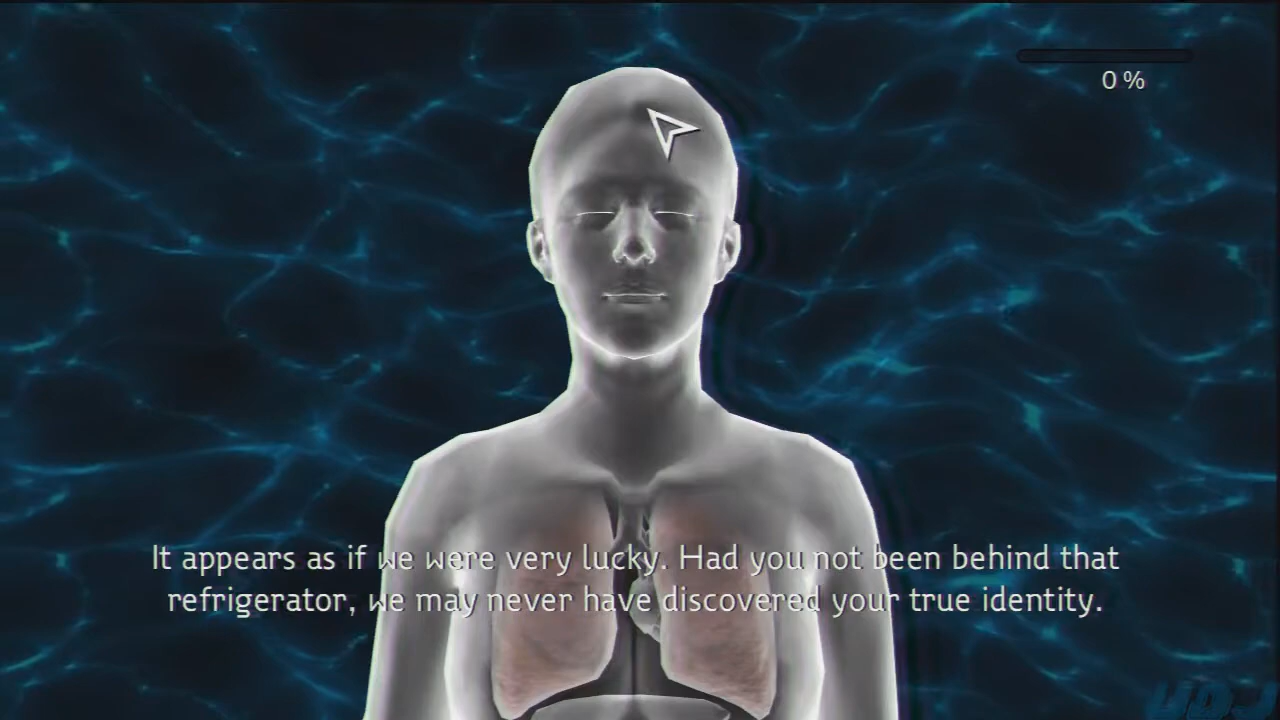 0 %
It appears as if we were very lucky. Had you not been behind that
refrigerator, we may never have discovered your true identity.